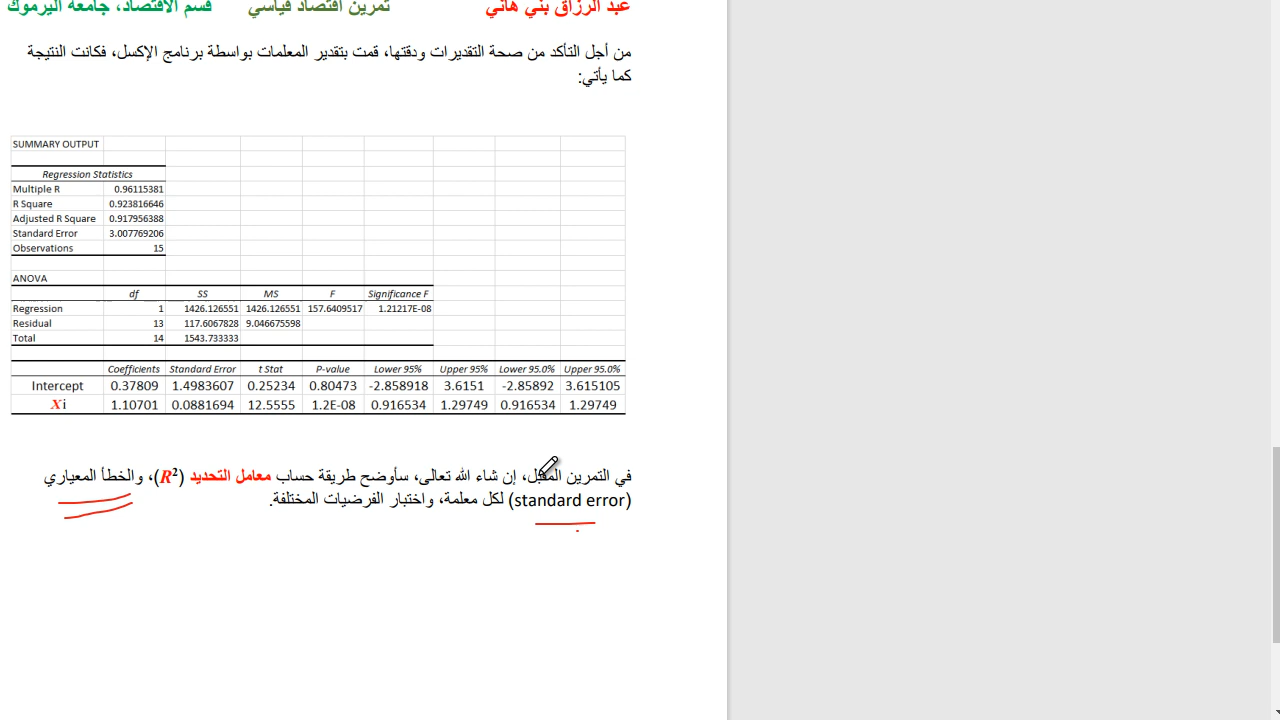 عبد الرزاق بني هاني تمرين اقتصاد قياسي قسم الاقتصاد، جامعة اليرموك
من أجل التأكد من صحة التقديرات ودقتها، قمت بتقدير المعلمات بواسطة برنامج الإكسل، فكانت النتيجة
كما يأتي:
SUMMARY OUTPUT
Regression Statistics
Multiple R 0.96115381
R Square 0.923816646
Adjusted R Square 0.917956388
Standard Error 3.007769206
Observations 15
ANOVA
df SS MS F Significance F
Regression 1 1426.126551 1426.126551 157.6409517 1.21217E-08
Residual 13 117.6067828 9.046675598
Total 14 1543.733333
Coefficients Standard Error t Stat P-value Lower 95% Upper 95% Lower 95.0% Upper 95.0%
Intercept 0.37809 1.4983607 0.25234 0.80473 -2.858918 3.6151 -2.85892 3.615105
Xi 1.10701 0.0881694 12.5555 1.2E-08 0.916534 1.29749 0.916534 1.29749
في التمرين المقبل، إن شاء الله تعالى، سأوضح طريقة حساب معامل التحديد (R²)، والخطأ المعياري
(standard error) لكل معلمة، واختبار الفرضيات المختلفة.